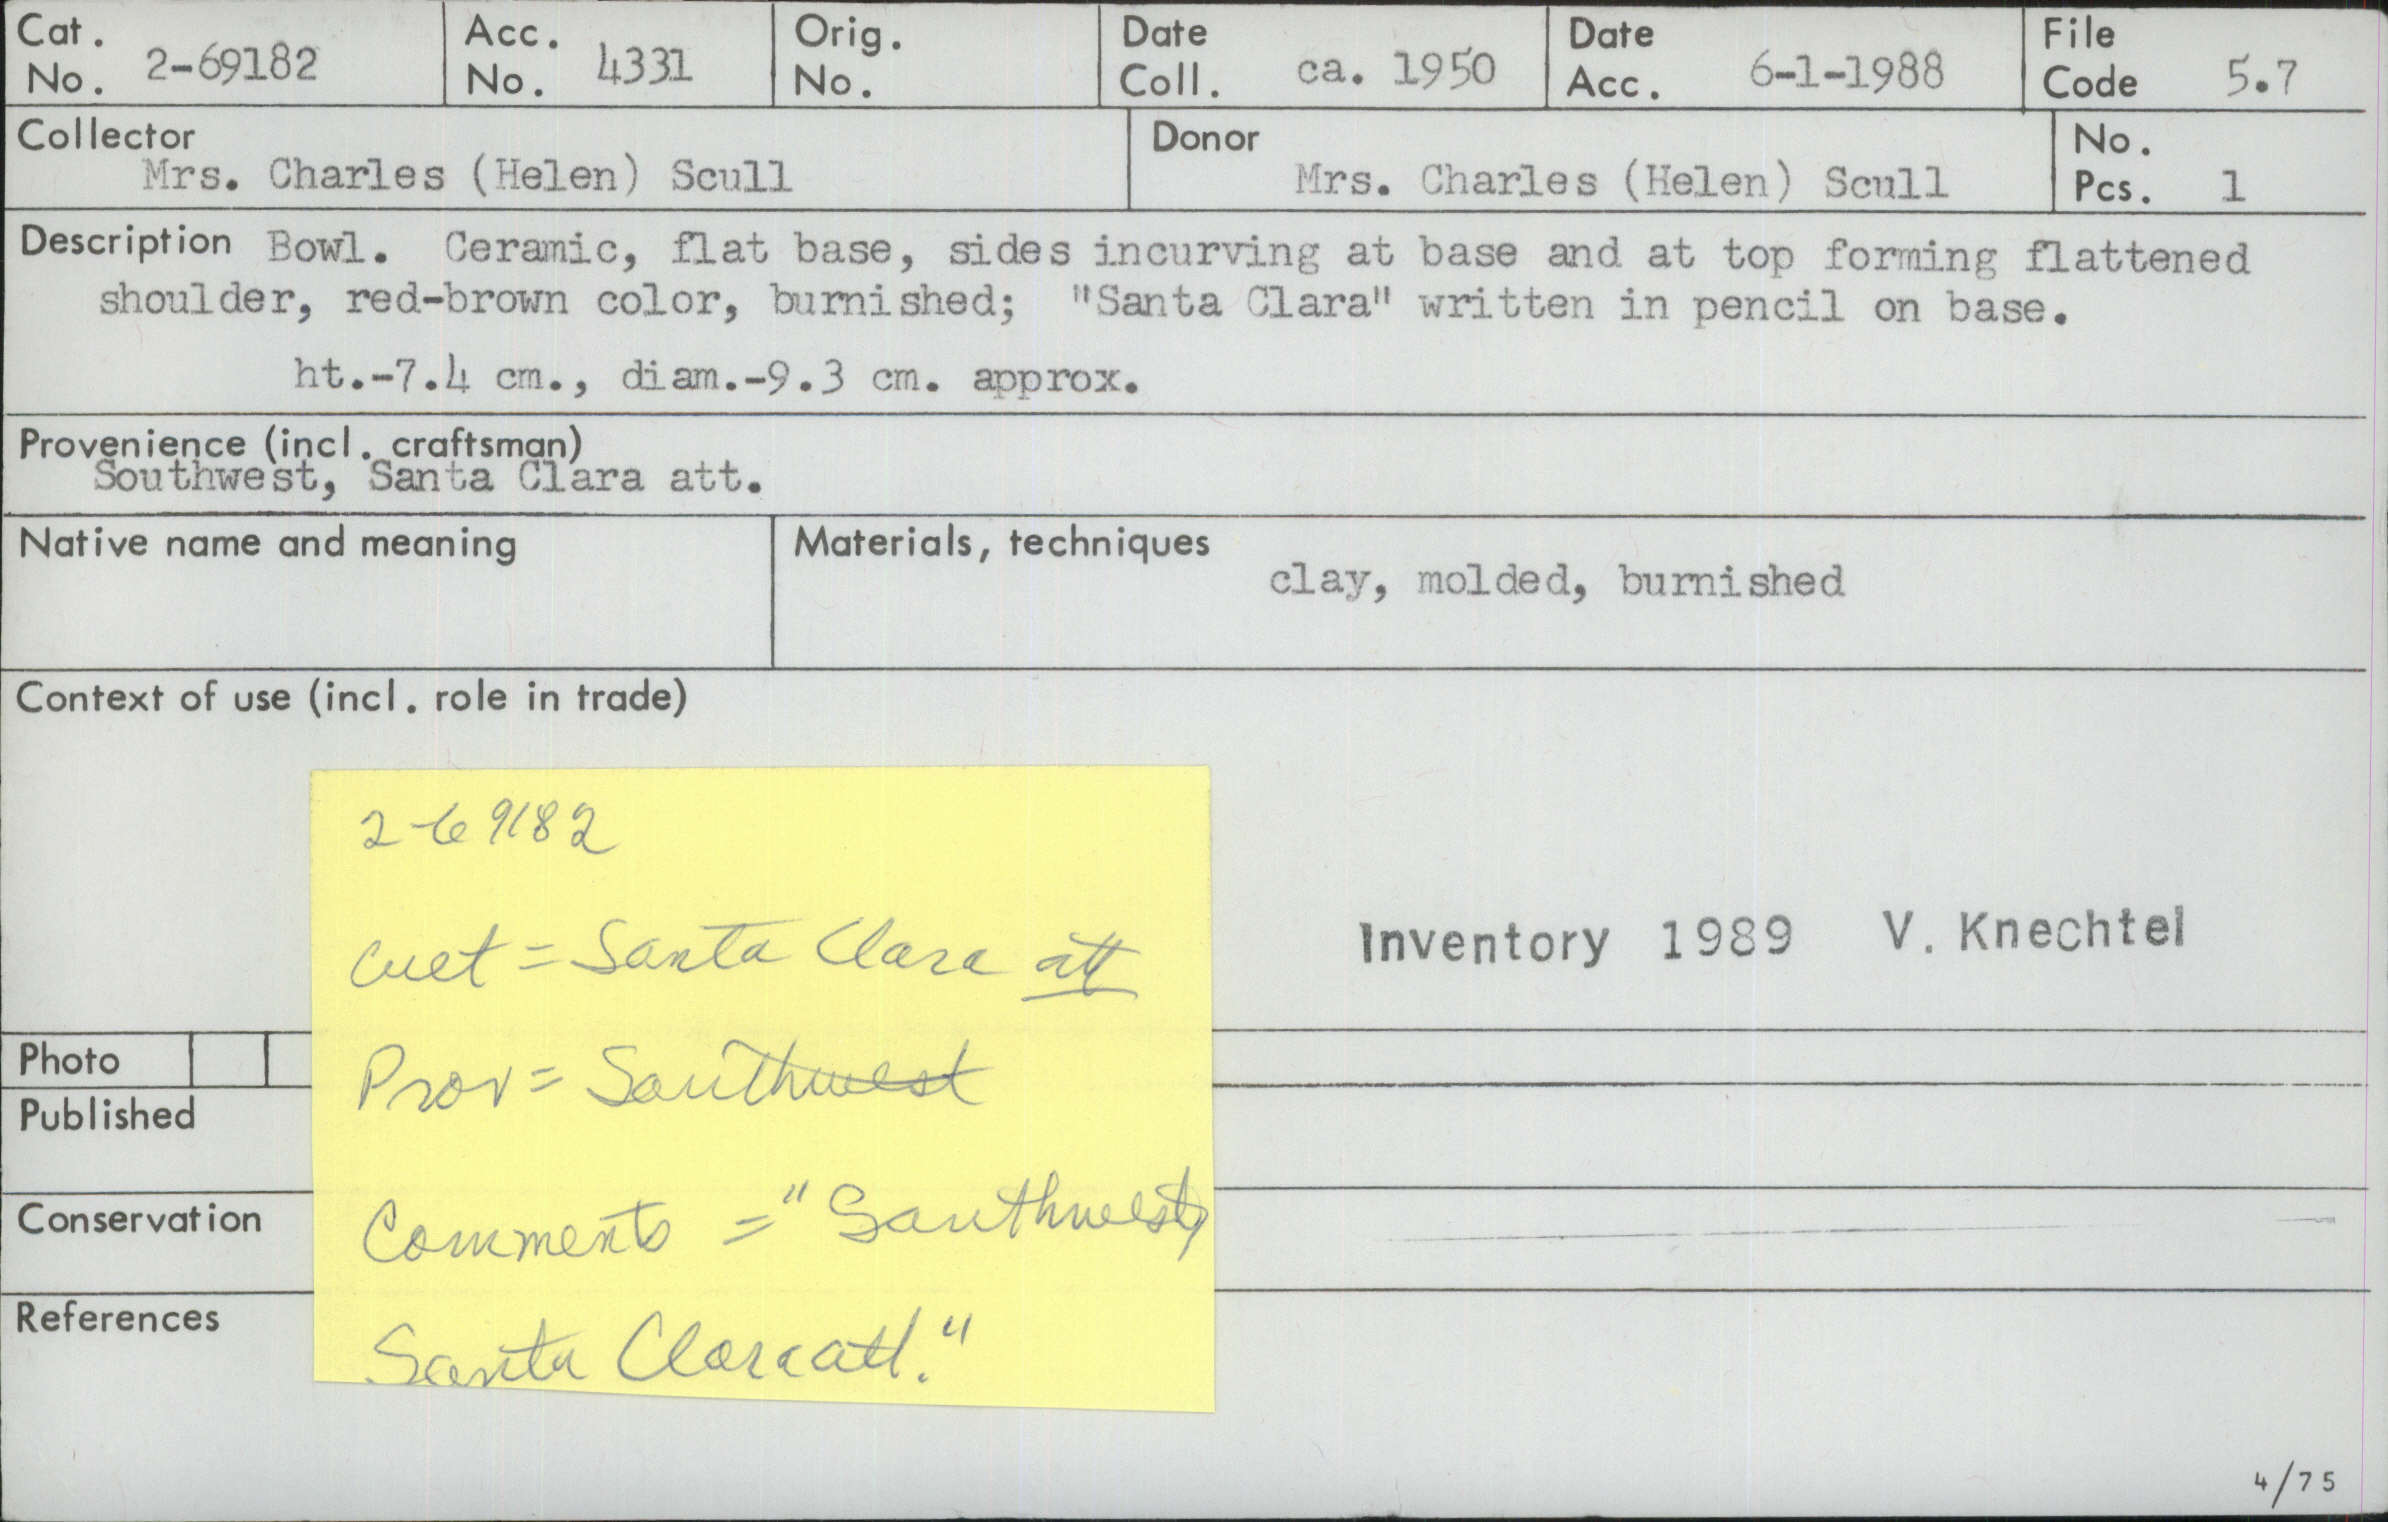 Cat. No. 2-69182
Acc. No. 4331
Orig. No.
Date Coll. ca. 1950
Date Acc. 6-1-1988
File Code 5.7
Collector
Mrs. Charles (Helen) Scull
Donor
Mrs. Charles (Helen) Scull
No. Pcs. 1
Description Bowl. Ceramic, flat base, sides incurving at base and at top forming flattened
shoulder, red-brown color, burnished; "Santa Clara" written in pencil on base.
ht.-7.4 cm., diam.-9.3 cm. approx.
Provenience (incl. craftsman)
Southwest, Santa Clara att.
Native name and meaning
Materials, techniques
clay, molded, burnished
Context of use (incl. role in trade)
2-69182
Cult = Santa Clara att
Prov = Southwest
Comments = "Southwest,
Santa Clara att."
Inventory 1989 V. Knechtel
Photo
Published
Conservation
References
4/75